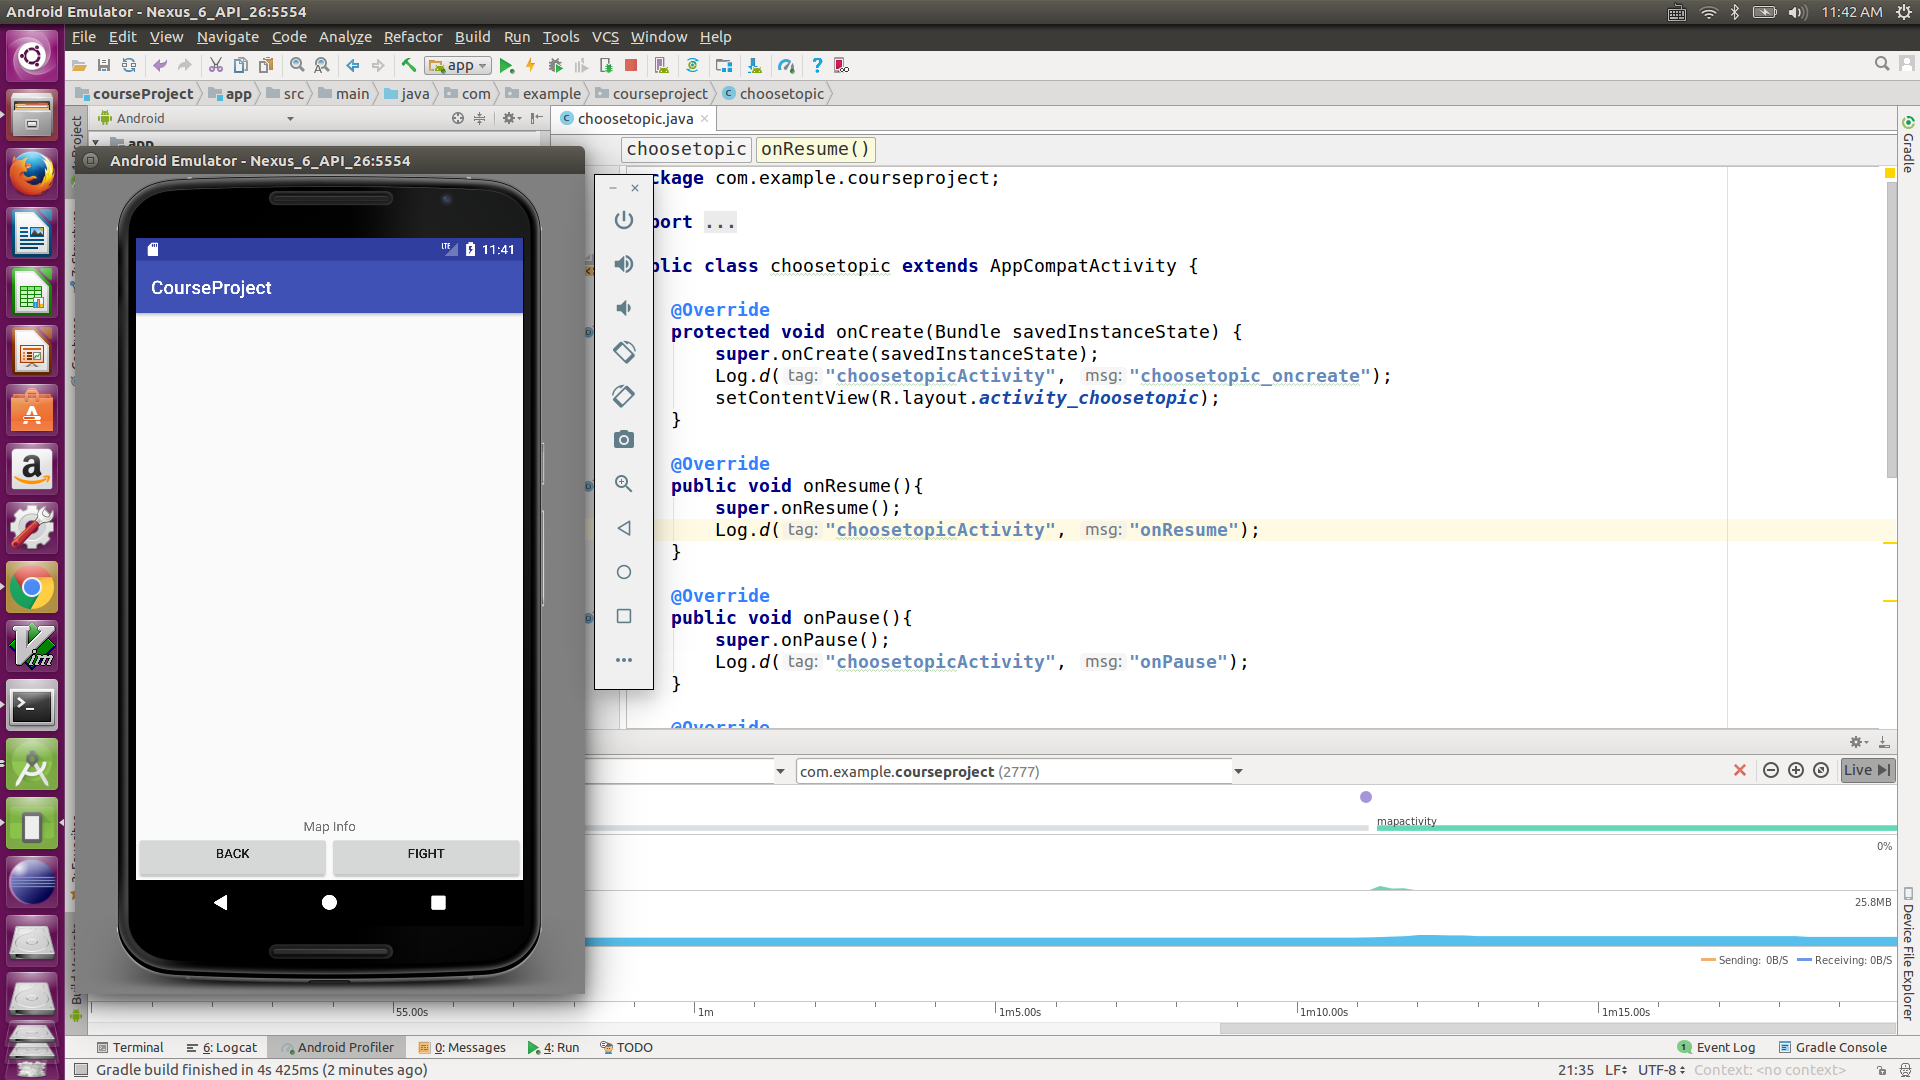 Android Emulator - Nexus_6_API_26:5554
11:42 AM
File Edit View Navigate Code Analyze Refactor Build Run Tools VCS Window Help
app
courseProject app src main java com example courseproject choosetopic
Android
choosetopic.java
Project
app
Gradle
choosetopic onResume()
Android Emulator - Nexus_6_API_26:5554
LTE 11:41
CourseProject
Map Info
BACK FIGHT
ckage com.example.courseproject;
port ...
blic class choosetopic extends AppCompatActivity {
@Override
protected void onCreate(Bundle savedInstanceState) {
super.onCreate(savedInstanceState);
Log.d( tag: "choosetopicActivity", msg: "choosetopic_oncreate");
setContentView(R.layout.activity_choosetopic);
}
@Override
public void onResume(){
super.onResume();
Log.d( tag: "choosetopicActivity", msg: "onResume");
}
@Override
public void onPause(){
super.onPause();
Log.d( tag: "choosetopicActivity", msg: "onPause");
}
@Override
com.example.courseproject (2777)
Live
mapactivity
0%
25.8MB
Sending: 0B/S Receiving: 0B/S
55.00s 1m 1m5.00s 1m10.00s 1m15.00s
Device File Explorer
Terminal 6: Logcat Android Profiler 0: Messages 4: Run TODO 1 Event Log Gradle Console
Gradle build finished in 4s 425ms (2 minutes ago) 21:35 LF UTF-8 Context: <no context>